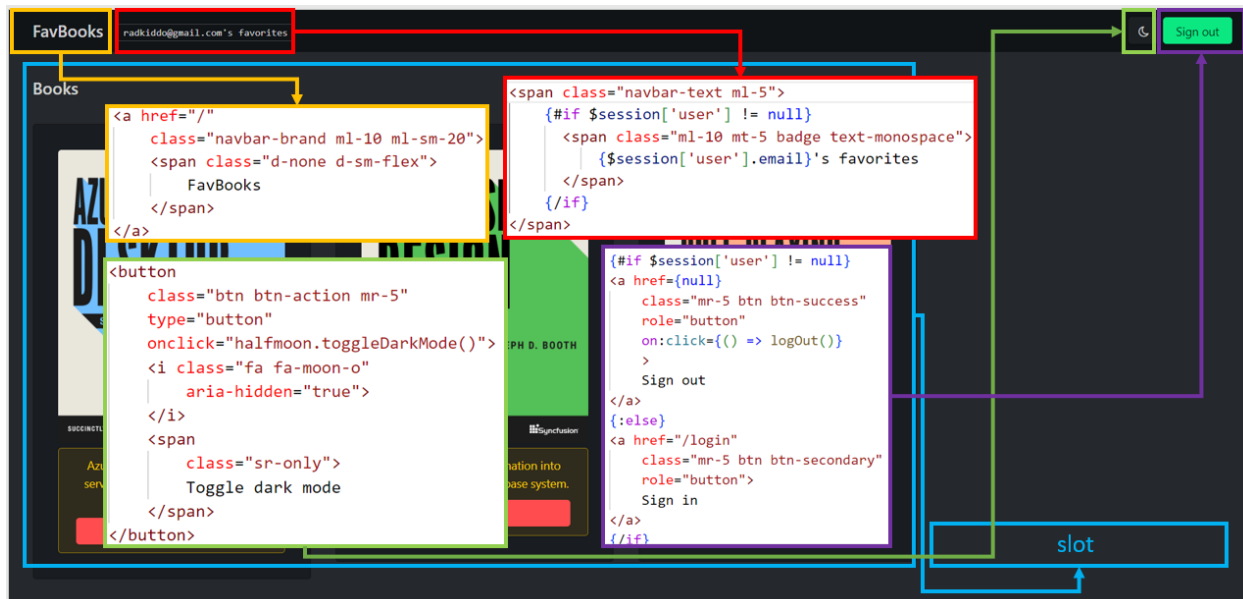 FavBooks
radkiddo@gmail.com's favorites
Sign out
Books
<a href="/"
class="navbar-brand ml-10 ml-sm-20">
<span class="d-none d-sm-flex">
FavBooks
</span>
</a>
<span class="navbar-text ml-5">
{#if $session['user'] != null}
<span class="ml-10 mt-5 badge text-monospace">
{$session['user'].email}'s favorites
</span>
{/if}
</span>
<button
class="btn btn-action mr-5"
type="button"
onclick="halfmoon.toggleDarkMode()">
<i class="fa fa-moon-o"
aria-hidden="true">
</i>
<span
class="sr-only">
Toggle dark mode
</span>
</button>
{#if $session['user'] != null}
<a href={null}
class="mr-5 btn btn-success"
role="button"
on:click={() => logOut()}
>
Sign out
</a>
{:else}
<a href="/login"
class="mr-5 btn btn-secondary"
role="button">
Sign in
</a>
{/if}
D. BOOTH
Syncfusion
into
system.
slot